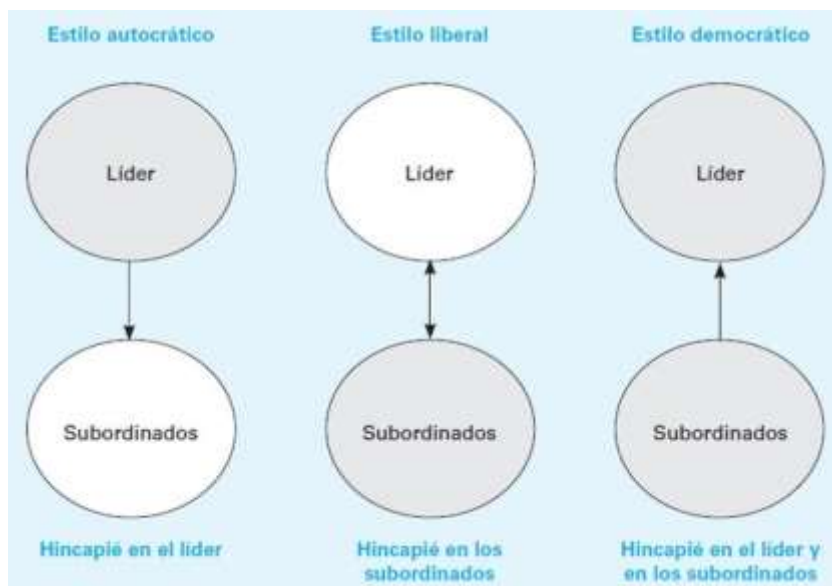 Estilo autocrático
Estilo liberal
Estilo democrático
Líder
Líder
Líder
Subordinados
Subordinados
Subordinados
Hincapié en el líder
Hincapié en los
subordinados
Hincapié en el líder y
en los subordinados